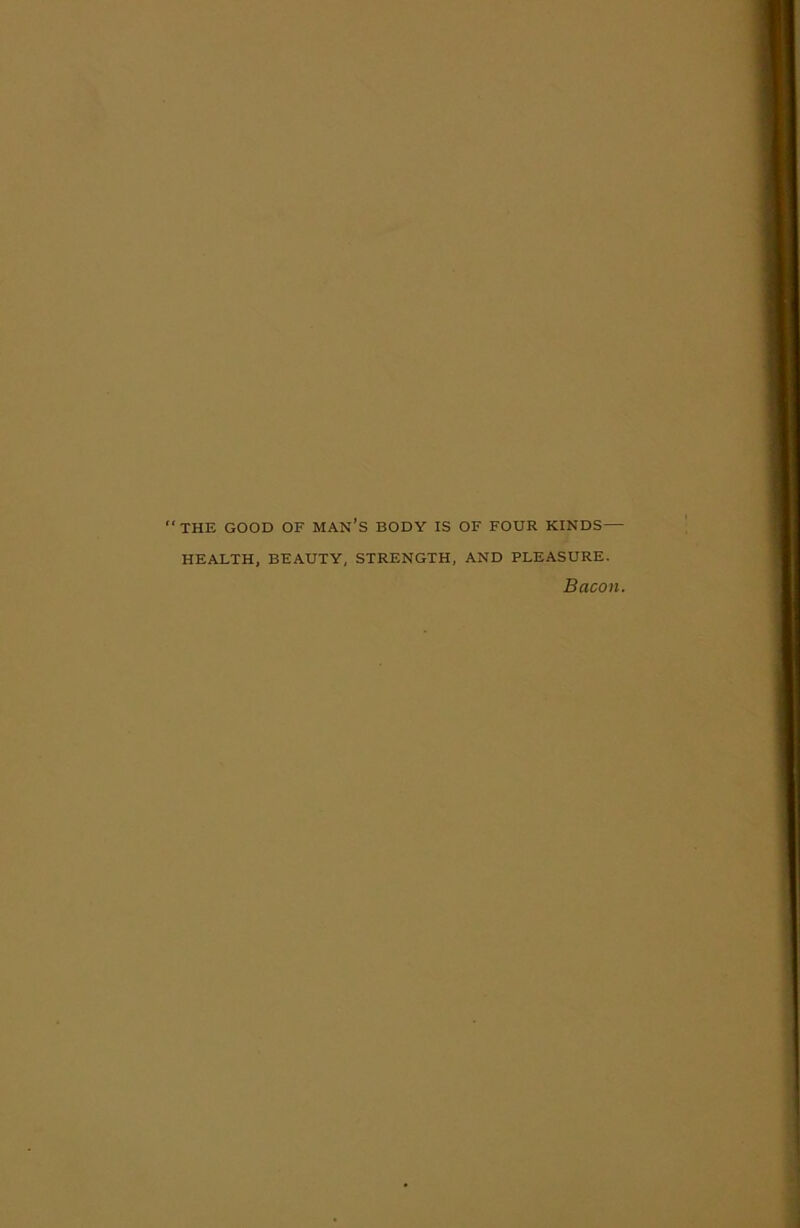 "THE GOOD OF MAN'S BODY IS OF FOUR KINDS—
HEALTH, BEAUTY, STRENGTH, AND PLEASURE.
Bacon.